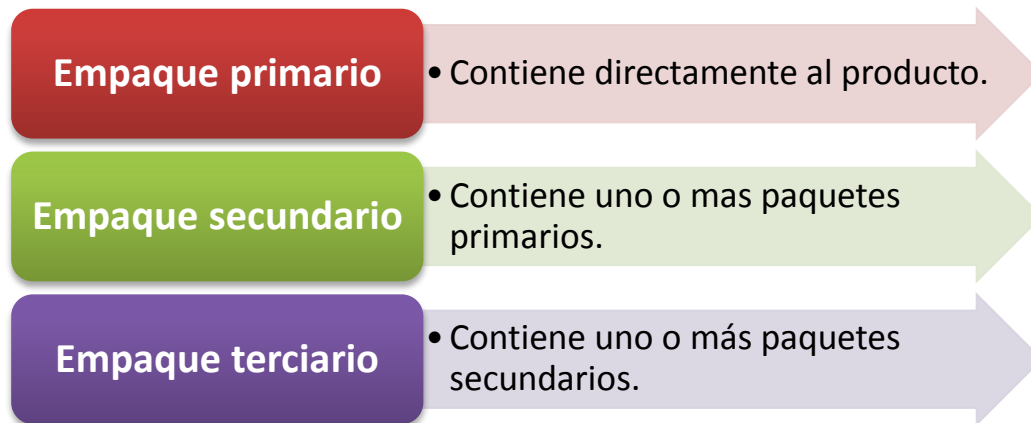 Empaque primario
• Contiene directamente al producto.
Empaque secundario
• Contiene uno o mas paquetes
primarios.
Empaque terciario
• Contiene uno o más paquetes
secundarios.